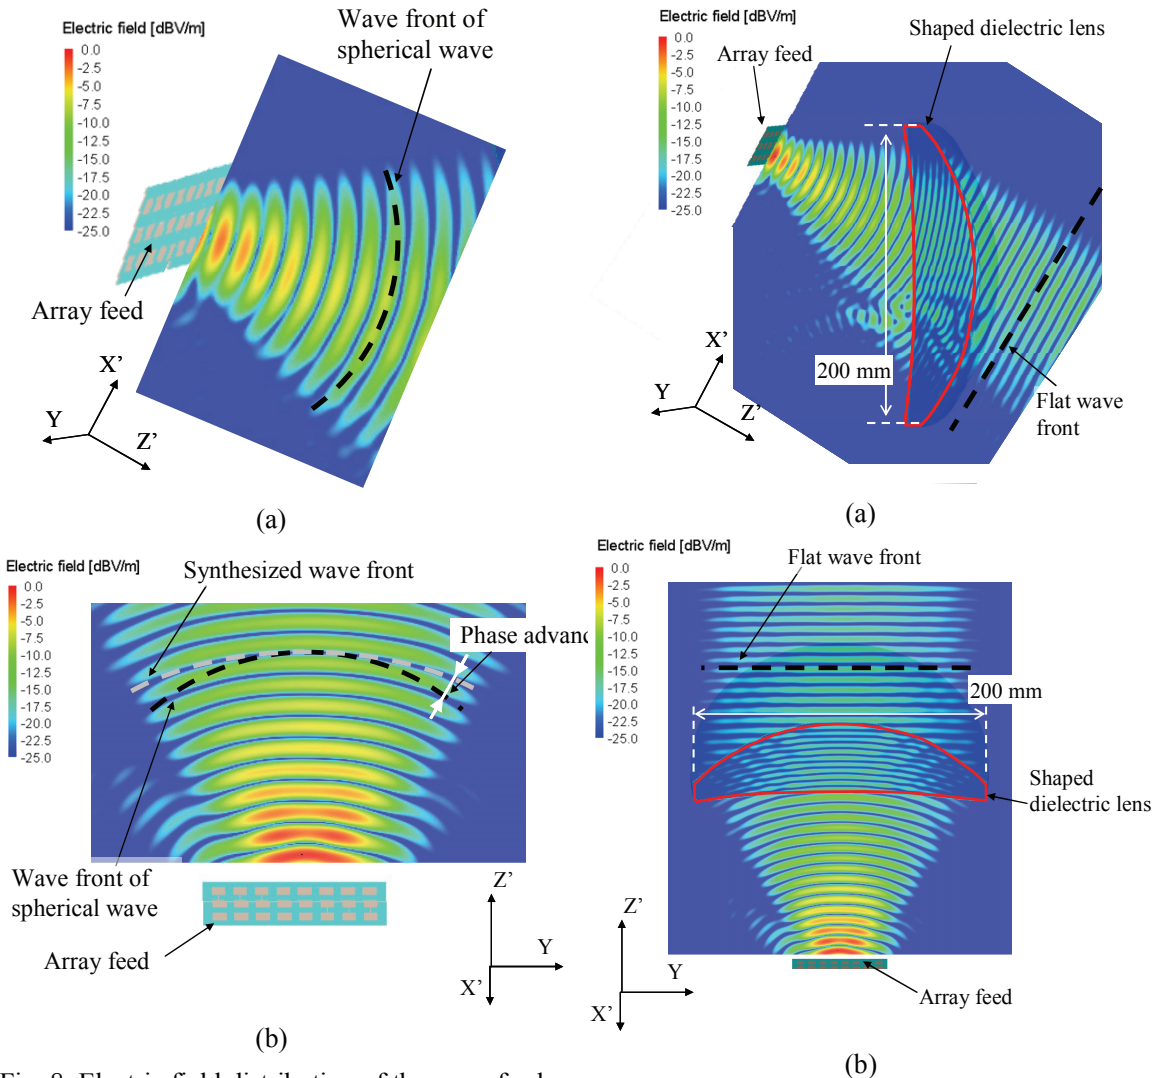 Electric field [dBV/m]
0.0
-2.5
-5.0
-7.5
-10.0
-12.5
-15.0
-17.5
-20.0
-22.5
-25.0
Wave front of
spherical wave
Array feed
X'
Y
Z'
(a)
Electric field [dBV/m]
0.0
-2.5
-5.0
-7.5
-10.0
-12.5
-15.0
-17.5
-20.0
-22.5
-25.0
Shaped dielectric lens
Array feed
200 mm
X'
Y
Z'
Flat wave
front
(a)
Electric field [dBV/m]
0.0
-2.5
-5.0
-7.5
-10.0
-12.5
-15.0
-17.5
-20.0
-22.5
-25.0
Synthesized wave front
Phase advanc
Wave front of
spherical wave
Array feed
Z'
Y
X'
(b)
Electric field [dBV/m]
0.0
-2.5
-5.0
-7.5
-10.0
-12.5
-15.0
-17.5
-20.0
-22.5
-25.0
Flat wave front
200 mm
Shaped
dielectric lens
Z'
Y
X'
Array feed
(b)